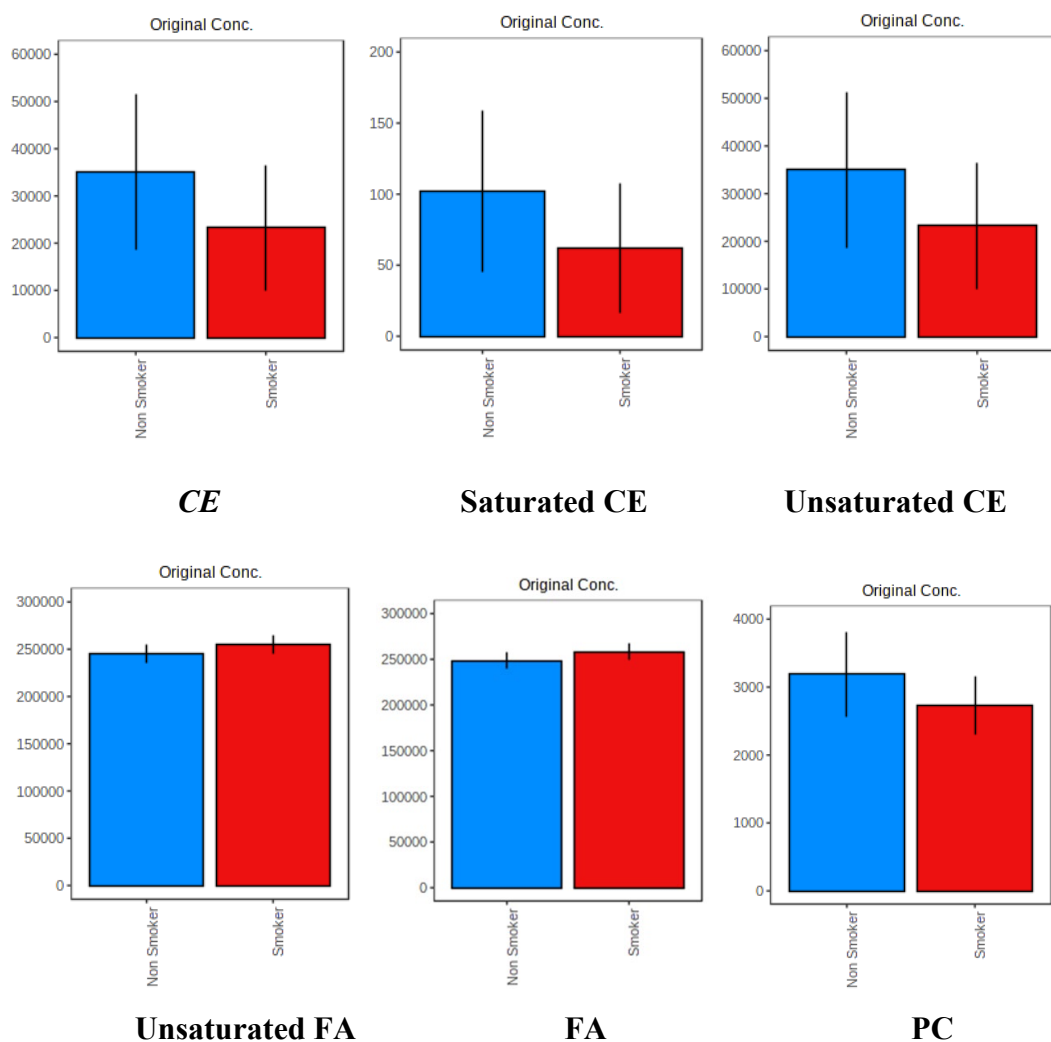 Original Conc.
60000
50000
40000
30000
20000
10000
0
Non Smoker
Smoker
CE
Original Conc.
200
150
100
50
0
Non Smoker
Smoker
Saturated CE
Original Conc.
60000
50000
40000
30000
20000
10000
0
Non Smoker
Smoker
Unsaturated CE
Original Conc.
300000
250000
200000
150000
100000
50000
0
Non Smoker
Smoker
Unsaturated FA
Original Conc.
300000
250000
200000
150000
100000
50000
0
Non Smoker
Smoker
FA
Original Conc.
4000
3000
2000
1000
0
Non Smoker
Smoker
PC